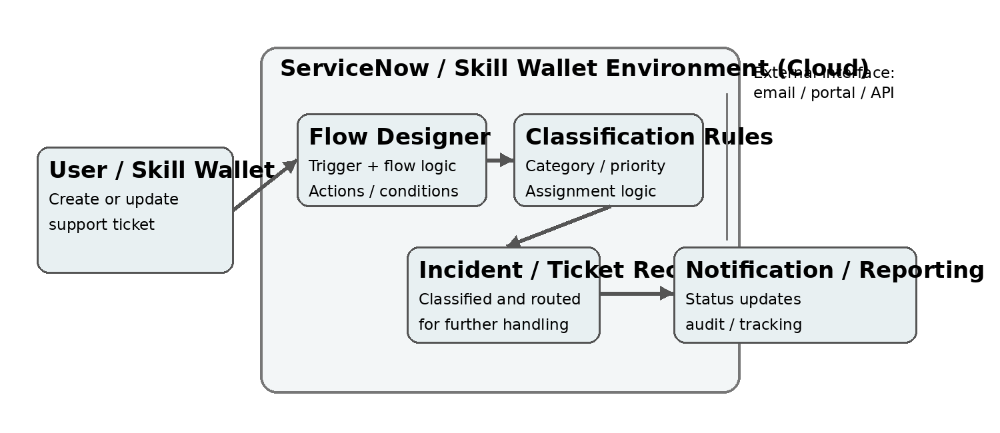 ServiceNow / Skill Wallet Environment (Cloud)
External interface:
email / portal / API
User / Skill Wallet
Create or update
support ticket
Flow Designer
Trigger + flow logic
Actions / conditions
Classification Rules
Category / priority
Assignment logic
Incident / Ticket Rec
Classified and routed
for further handling
Notification / Reporting
Status updates
audit / tracking